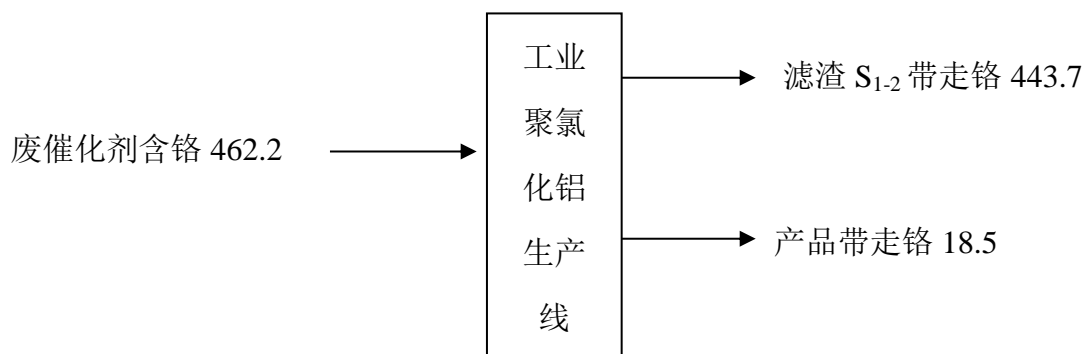 废催化剂含铬 462.2
工业
聚氯
化铝
生产
线
滤渣 S1-2 带走铬 443.7
产品带走铬 18.5